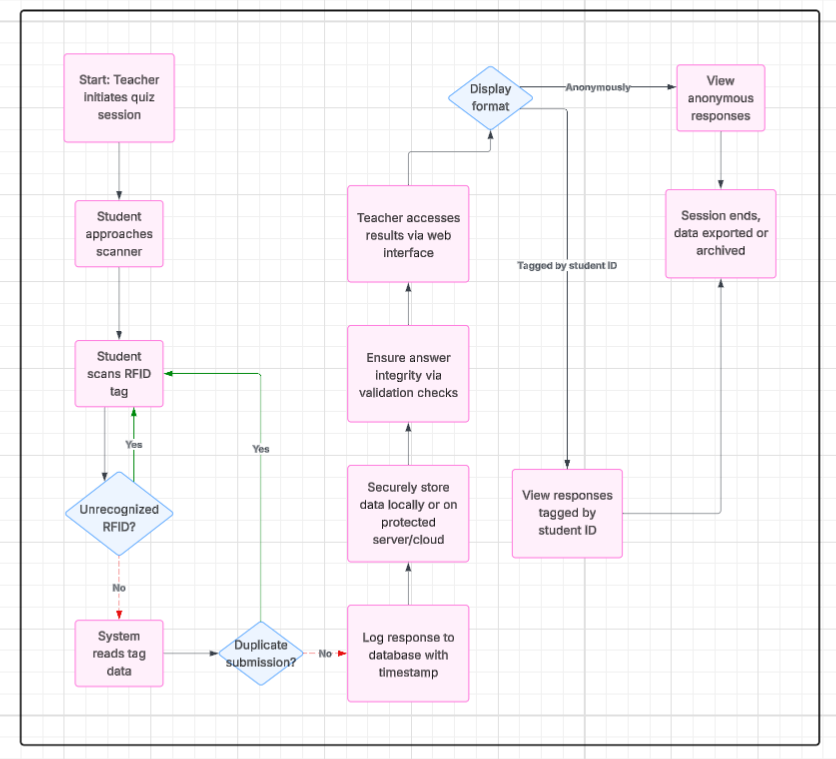 Start: Teacher
initiates quiz
session
Student
approaches
scanner
Student
scans RFID
tag
Yes
Unrecognized
RFID?
No
System
reads tag
data
Duplicate
submission?
Yes
No
Log response to
database with
timestamp
Securely store
data locally or on
protected
server/cloud
Ensure answer
integrity via
validation checks
Teacher accesses
results via web
interface
Display
format
Anonymously
View
anonymous
responses
Tagged by student ID
View responses
tagged by
student ID
Session ends,
data exported or
archived